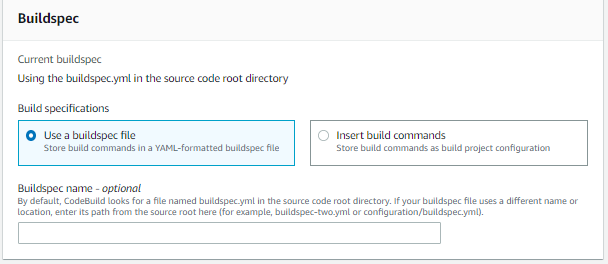 Buildspec
Current buildspec
Using the buildspec.yml in the source code root directory
Build specifications
Use a buildspec file
Store build commands in a YAML-formatted buildspec file
Insert build commands
Store build commands as build project configuration
Buildspec name - optional
By default, CodeBuild looks for a file named buildspec.yml in the source code root directory. If your buildspec file uses a different name or
location, enter its path from the source root here (for example, buildspec-two.yml or configuration/buildspec.yml).